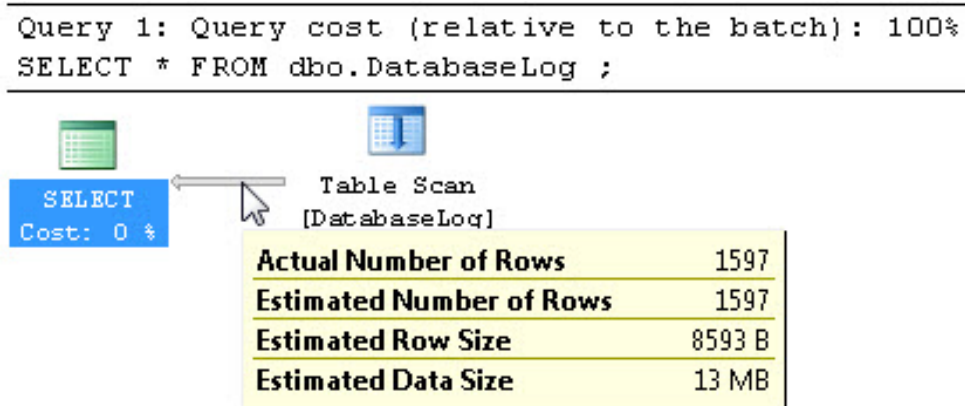 Query 1: Query cost (relative to the batch): 100%
SELECT * FROM dbo.DatabaseLog ;
SELECT
Cost: 0 %
Table Scan
[DatabaseLog]
Actual Number of Rows 1597
Estimated Number of Rows 1597
Estimated Row Size 8593 B
Estimated Data Size 13 MB